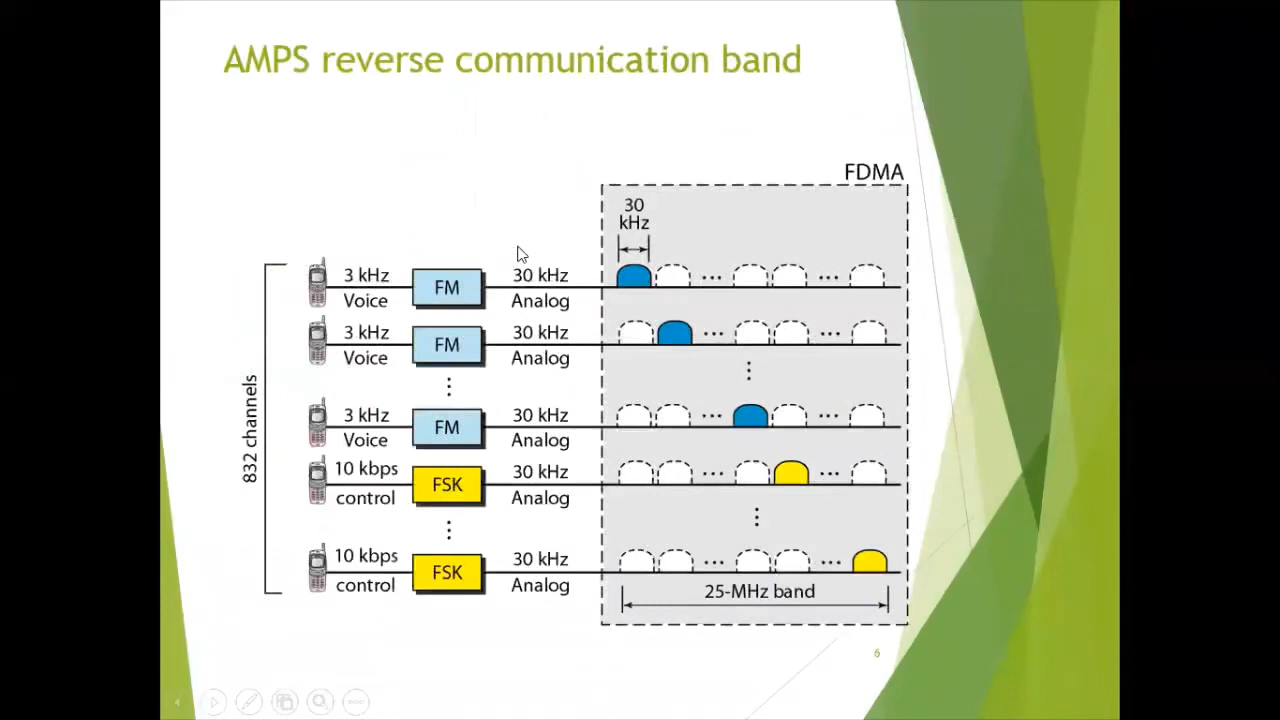 AMPS reverse communication band
FDMA
30
kHz
3 kHz
Voice
FM
30 kHz
Analog
3 kHz
Voice
FM
30 kHz
Analog
3 kHz
Voice
FM
30 kHz
Analog
10 kbps
control
FSK
30 kHz
Analog
10 kbps
control
FSK
30 kHz
Analog
832 channels
25-MHz band
6
4